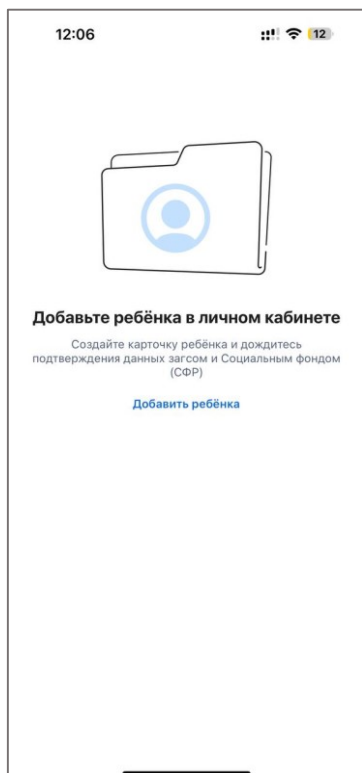 12:06
12
Добавьте ребёнка в личном кабинете
Создайте карточку ребёнка и дождитесь
подтверждения данных загсом и Социальным фондом
(СФР)
Добавить ребёнка